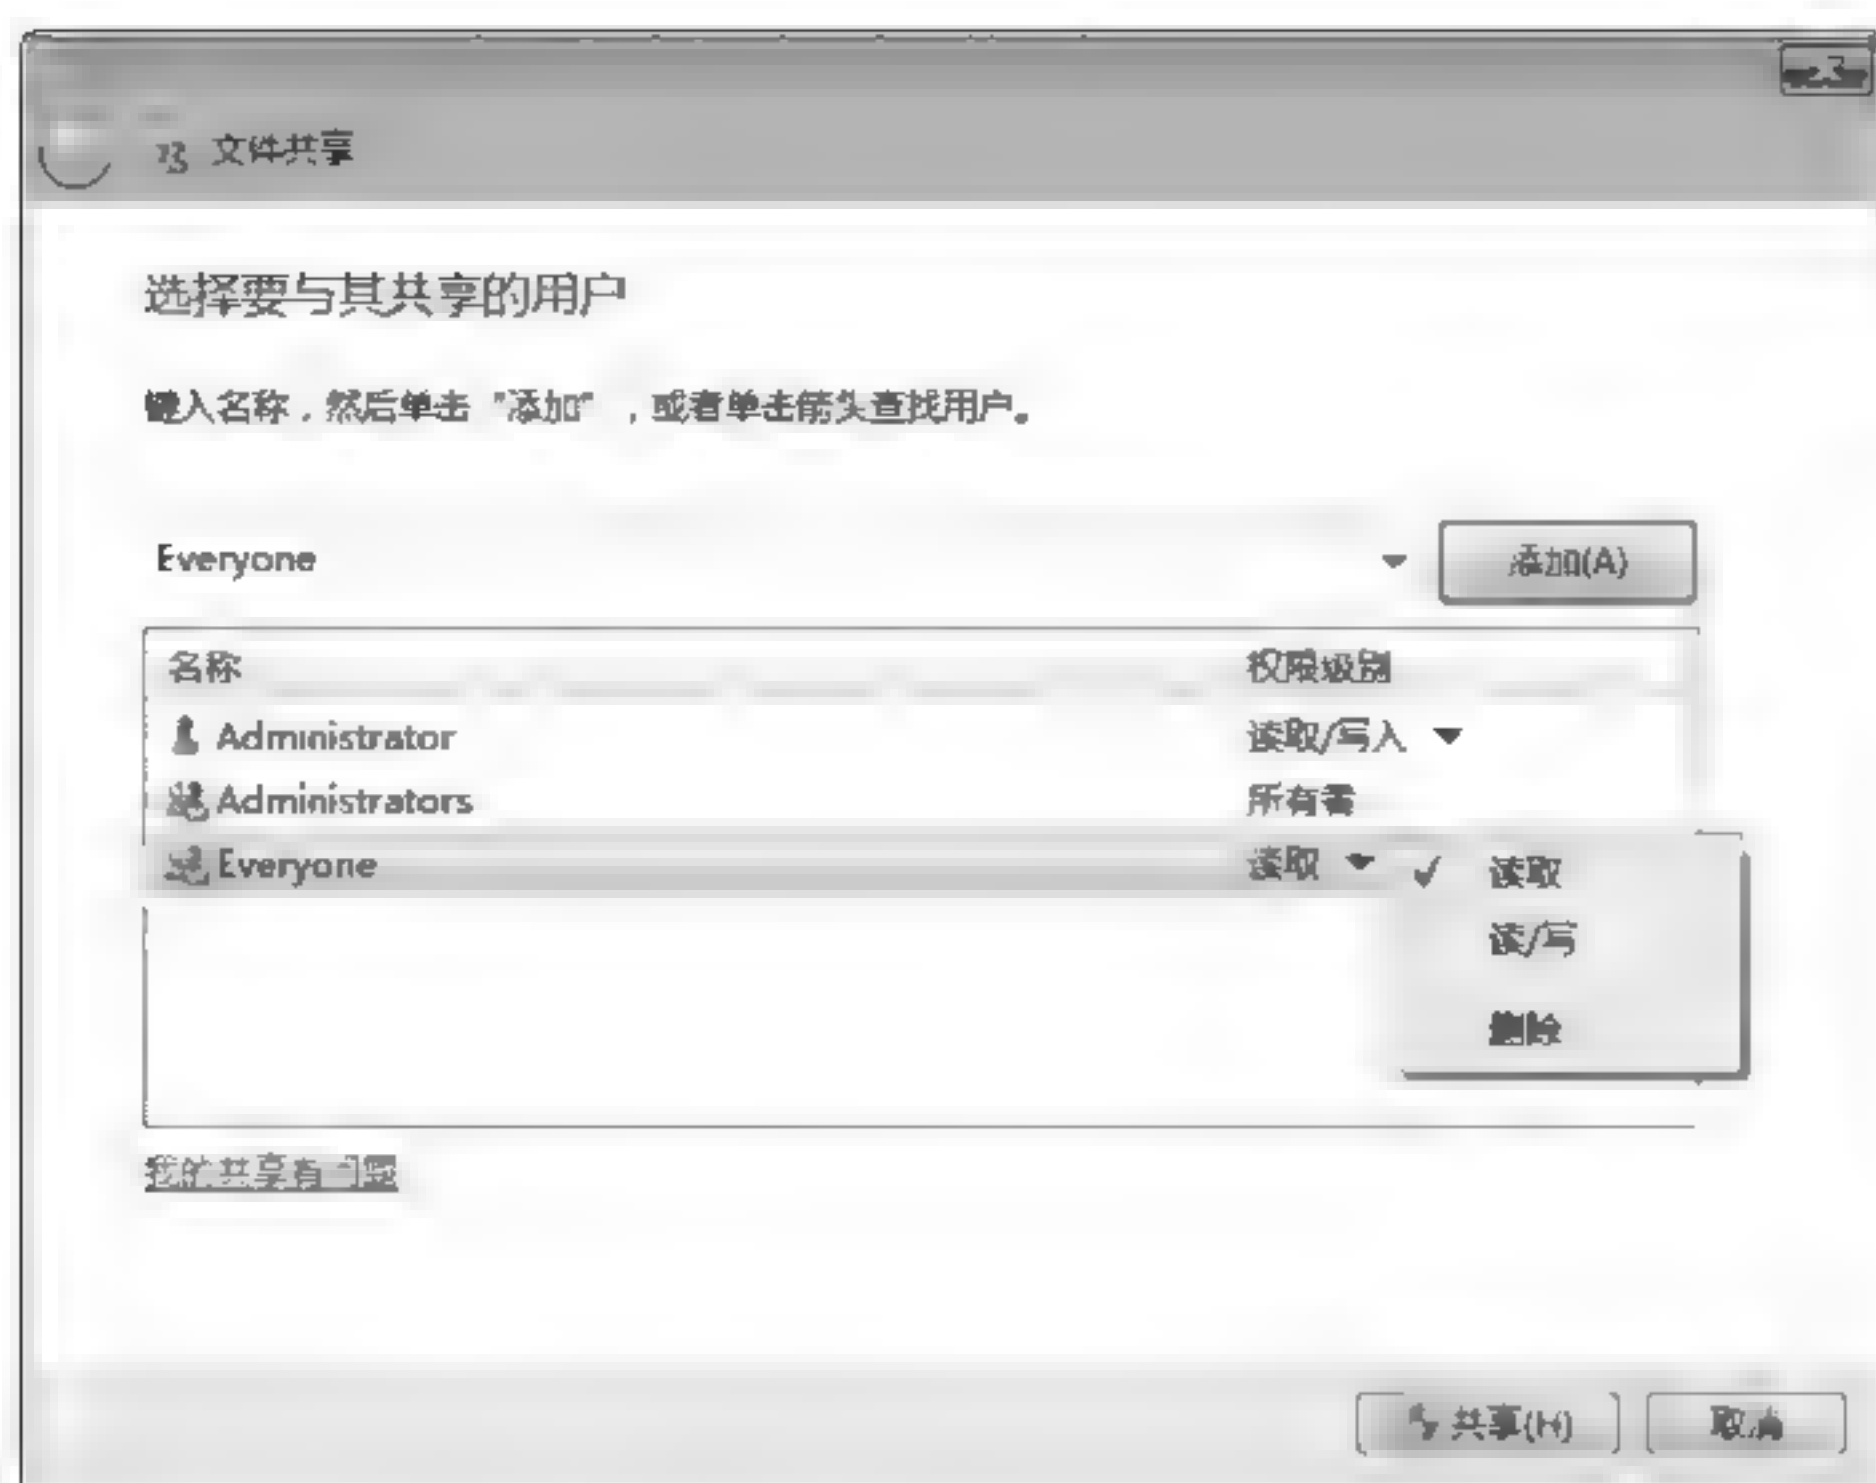 文件共享
选择要与其共享的用户
键入名称，然后单击"添加"，或者单击箭头查找用户。
Everyone
添加(A)
名称 权限级别
Administrator 读取/写入
Administrators 所有者
Everyone 读取
读取
读/写
删除
我的共享有问题
共享(H) 取消